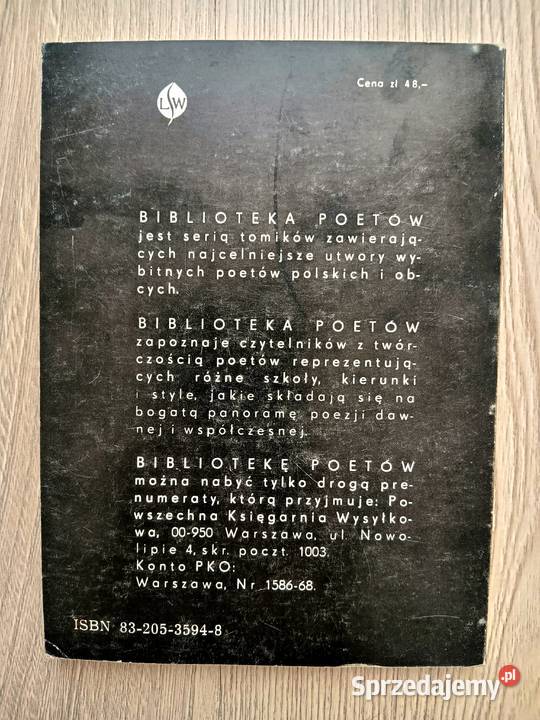 LSW
Cena zł 48,–
BIBLIOTEKA POETÓW
jest serią tomików zawierają-
cych najcelniejsze utwory wy-
bitnych poetów polskich i ob-
cych.
BIBLIOTEKA POETÓW
zapoznaje czytelników z twór-
czością poetów reprezentują-
cych różne szkoły, kierunki
i style, jakie składają się na
bogatą panoramę poezji daw-
nej i współczesnej.
BIBLIOTEKĘ POETÓW
można nabyć tylko drogą pre-
numeraty, którą przyjmuje: Po-
wszechna Księgarnia Wysyłko-
wa, 00-950 Warszawa, ul. Nowo-
lipie 4, skr. poczt. 1003.
Konto PKO:
Warszawa, Nr 1586-68.
ISBN 83-205-3594-8
Sprzedajemy.pl